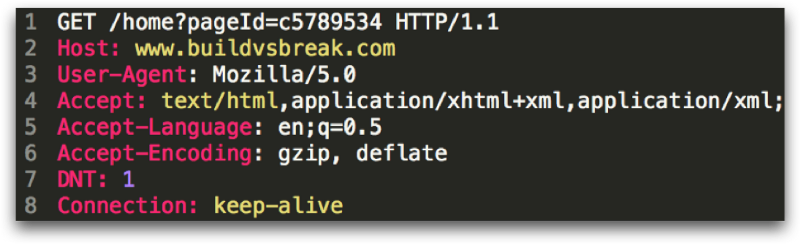 1 GET /home?pageId=c5789534 HTTP/1.1
2 Host: www.buildvsbreak.com
3 User-Agent: Mozilla/5.0
4 Accept: text/html,application/xhtml+xml,application/xml;
5 Accept-Language: en;q=0.5
6 Accept-Encoding: gzip, deflate
7 DNT: 1
8 Connection: keep-alive